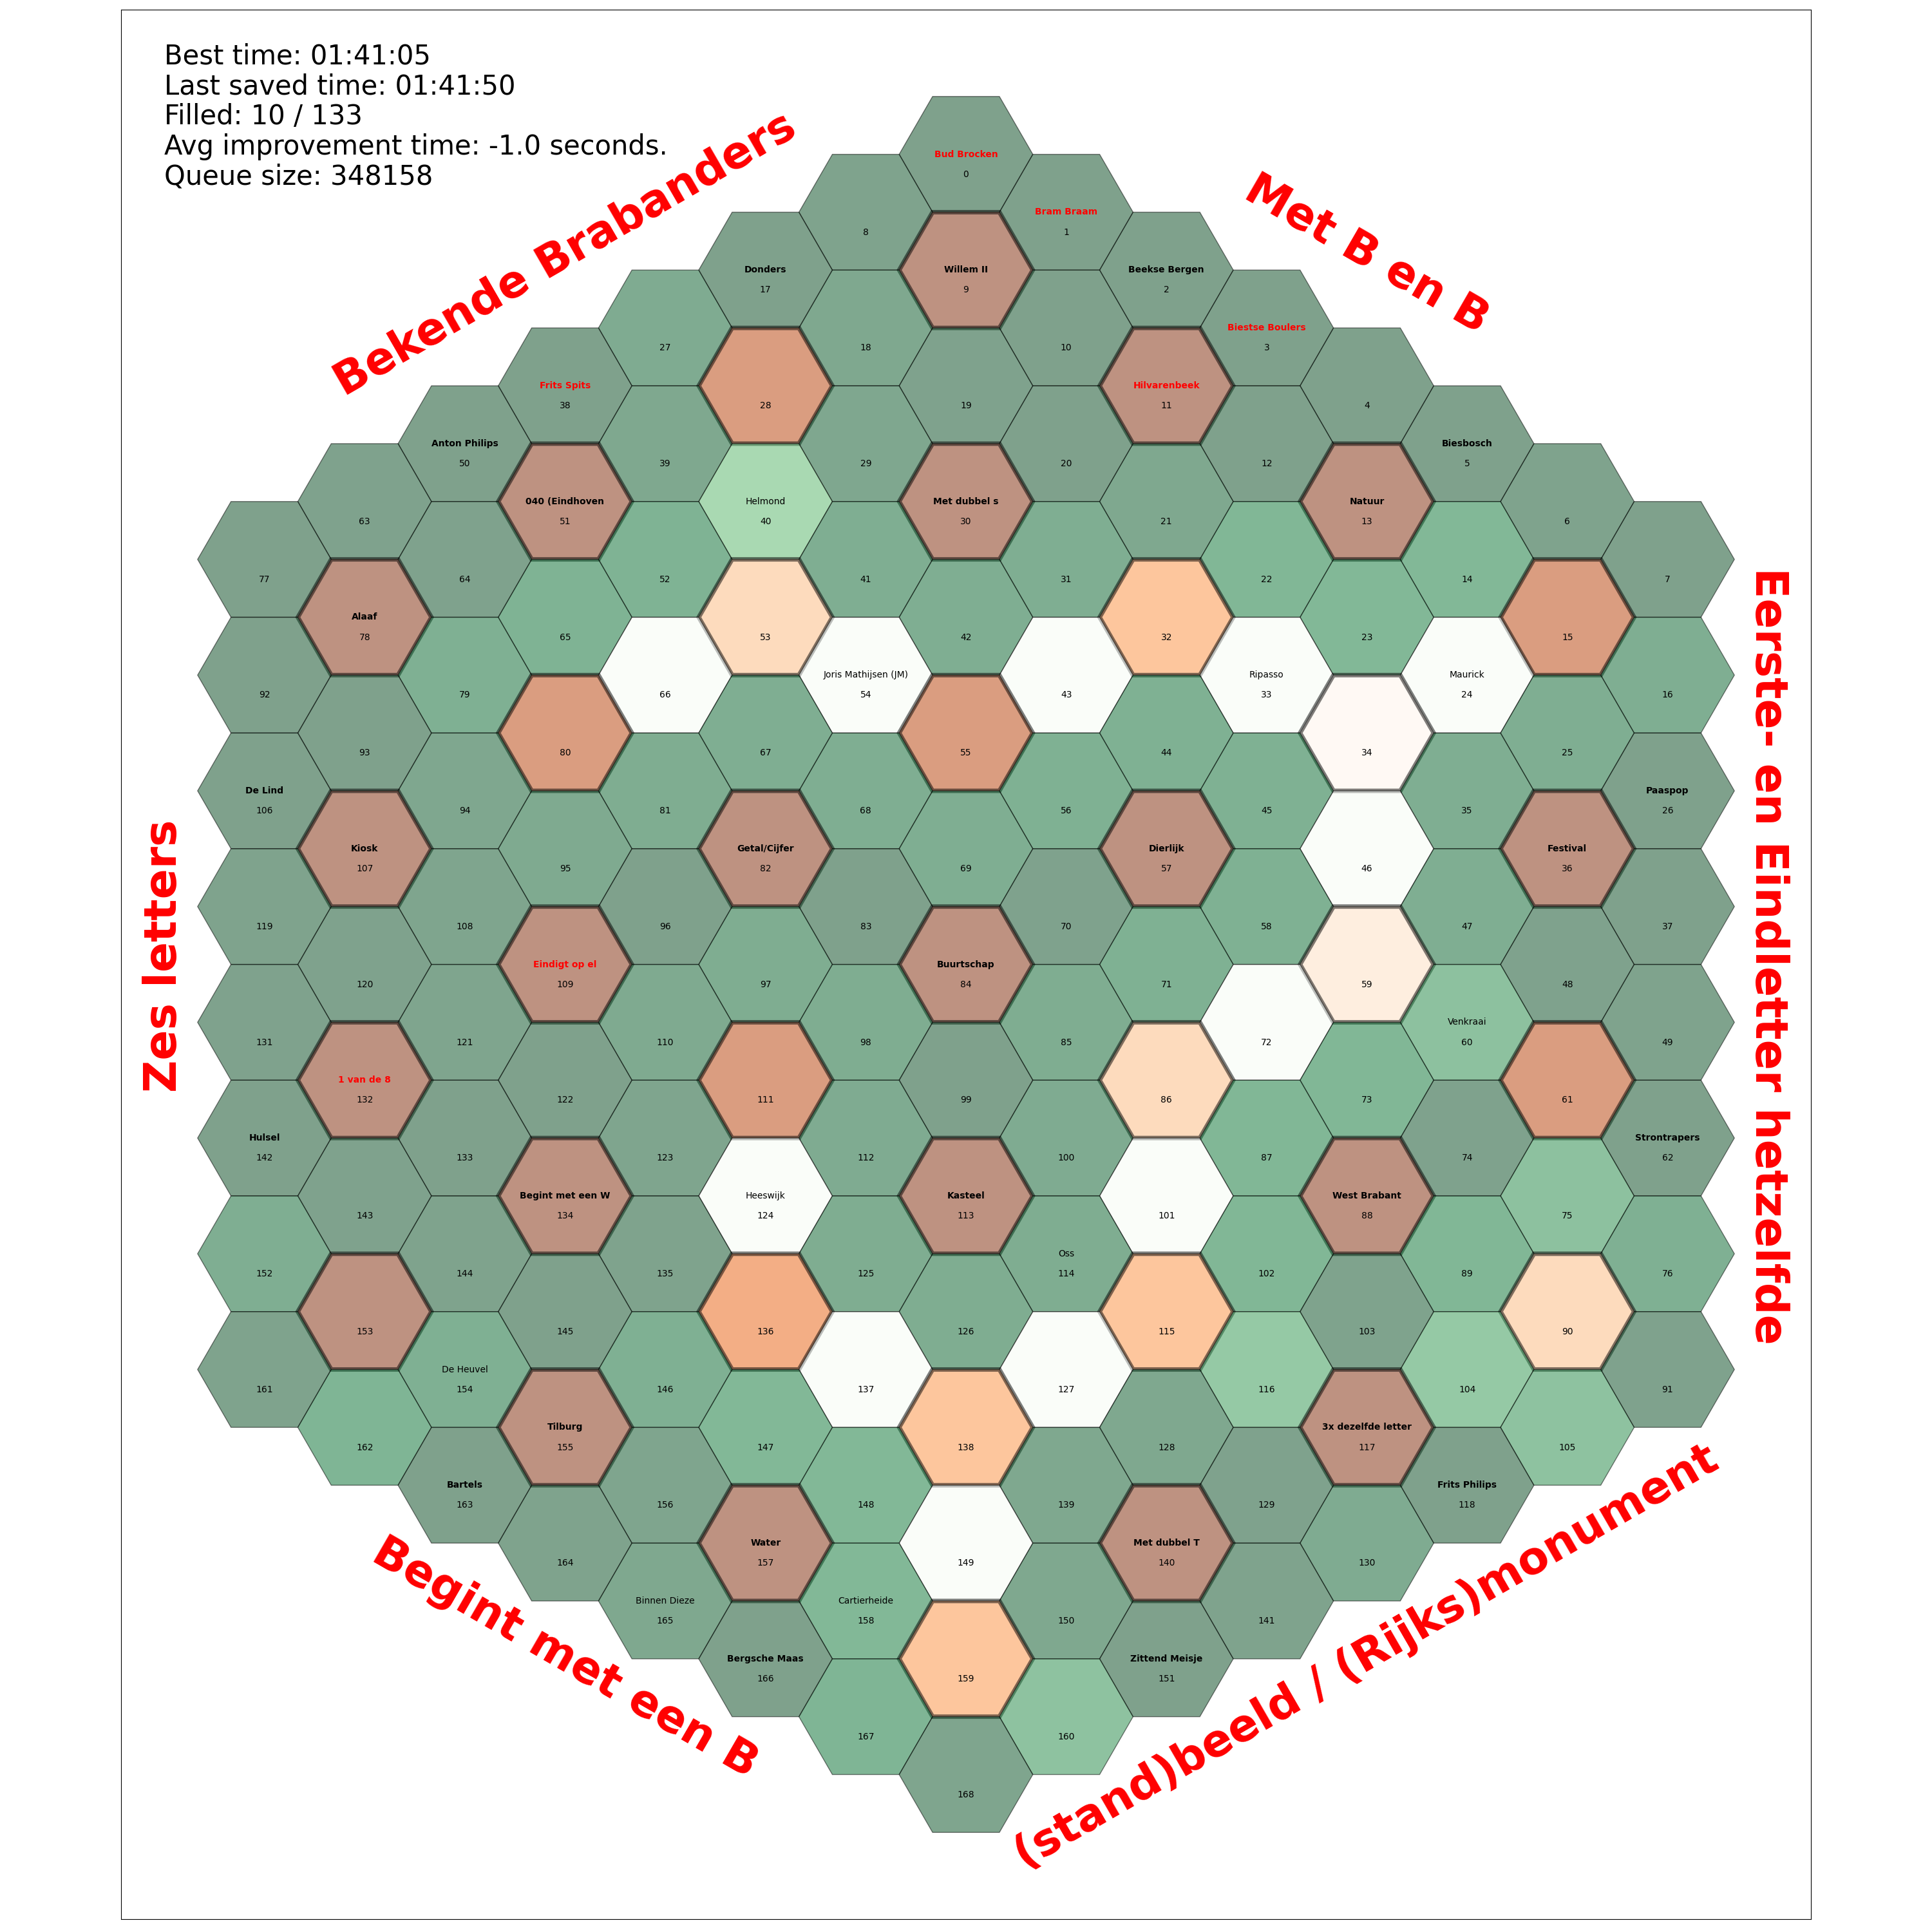 Best time: 01:41:05
Last saved time: 01:41:50
Filled: 10 / 133
Avg improvement time: -1.0 seconds.
Queue size: 348158
Bekende Brabanders
Met B en B
Eerste- en Eindletter hetzelfde
(stand)beeld / (Rijks)monument
Begint met een B
Zes letters
Bud Brocken
0
Bram Braam
1
8
Donders
17
Willem II
9
Beekse Bergen
2
Biestse Boulers
3
27
18
10
Frits Spits
38
28
19
Hilvarenbeek
11
4
Anton Philips
50
39
29
20
12
Biesbosch
5
63
040 (Eindhoven
51
Helmond
40
Met dubbel s
30
21
Natuur
13
6
77
64
52
41
31
22
14
7
Alaaf
78
65
53
42
32
23
15
92
79
66
Joris Mathijsen (JM)
54
43
Ripasso
33
Maurick
24
16
93
80
67
55
44
34
25
De Lind
106
94
81
68
56
45
35
Paaspop
26
Kiosk
107
95
Getal/Cijfer
82
69
Dierlijk
57
46
Festival
36
119
108
96
83
70
58
47
37
120
Eindigt op el
109
97
Buurtschap
84
71
59
48
131
121
110
98
85
72
Venkraai
60
49
1 van de 8
132
122
111
99
86
73
61
Hulsel
142
133
123
112
100
87
74
Strontrapers
62
143
Begint met een W
134
Heeswijk
124
Kasteel
113
101
West Brabant
88
75
152
144
135
125
Oss
114
102
89
76
153
145
136
126
115
103
90
161
De Heuvel
154
146
137
127
116
104
91
162
Tilburg
155
147
138
128
3x dezelfde letter
117
105
Bartels
163
156
148
139
129
Frits Philips
118
164
Water
157
149
Met dubbel T
140
130
Binnen Dieze
165
Cartierheide
158
150
141
Bergsche Maas
166
159
Zittend Meisje
151
167
160
168